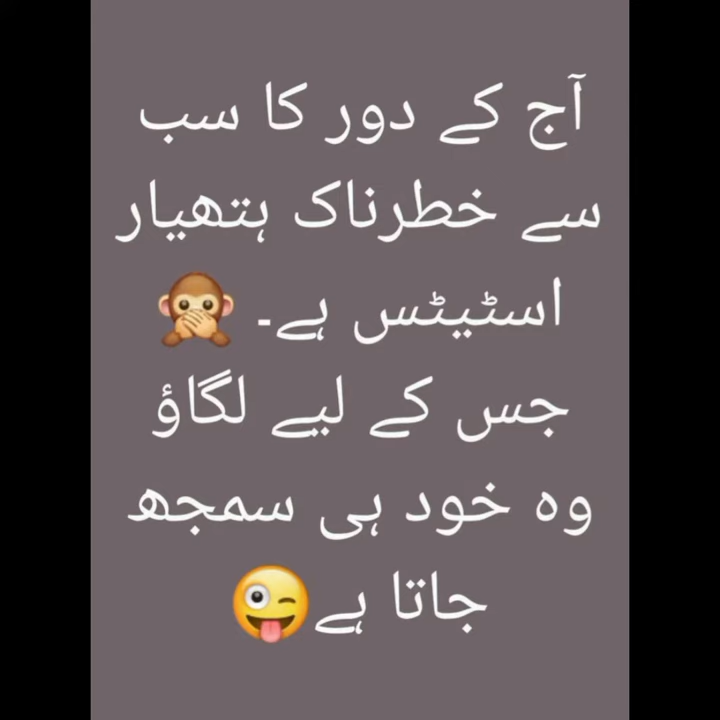 آج کے دور کا سب
سے خطرناک ہتھیار
اسٹیٹس ہے۔ 🙊
جس کے لیے لگاؤ
وہ خود ہی سمجھ
جاتا ہے😜